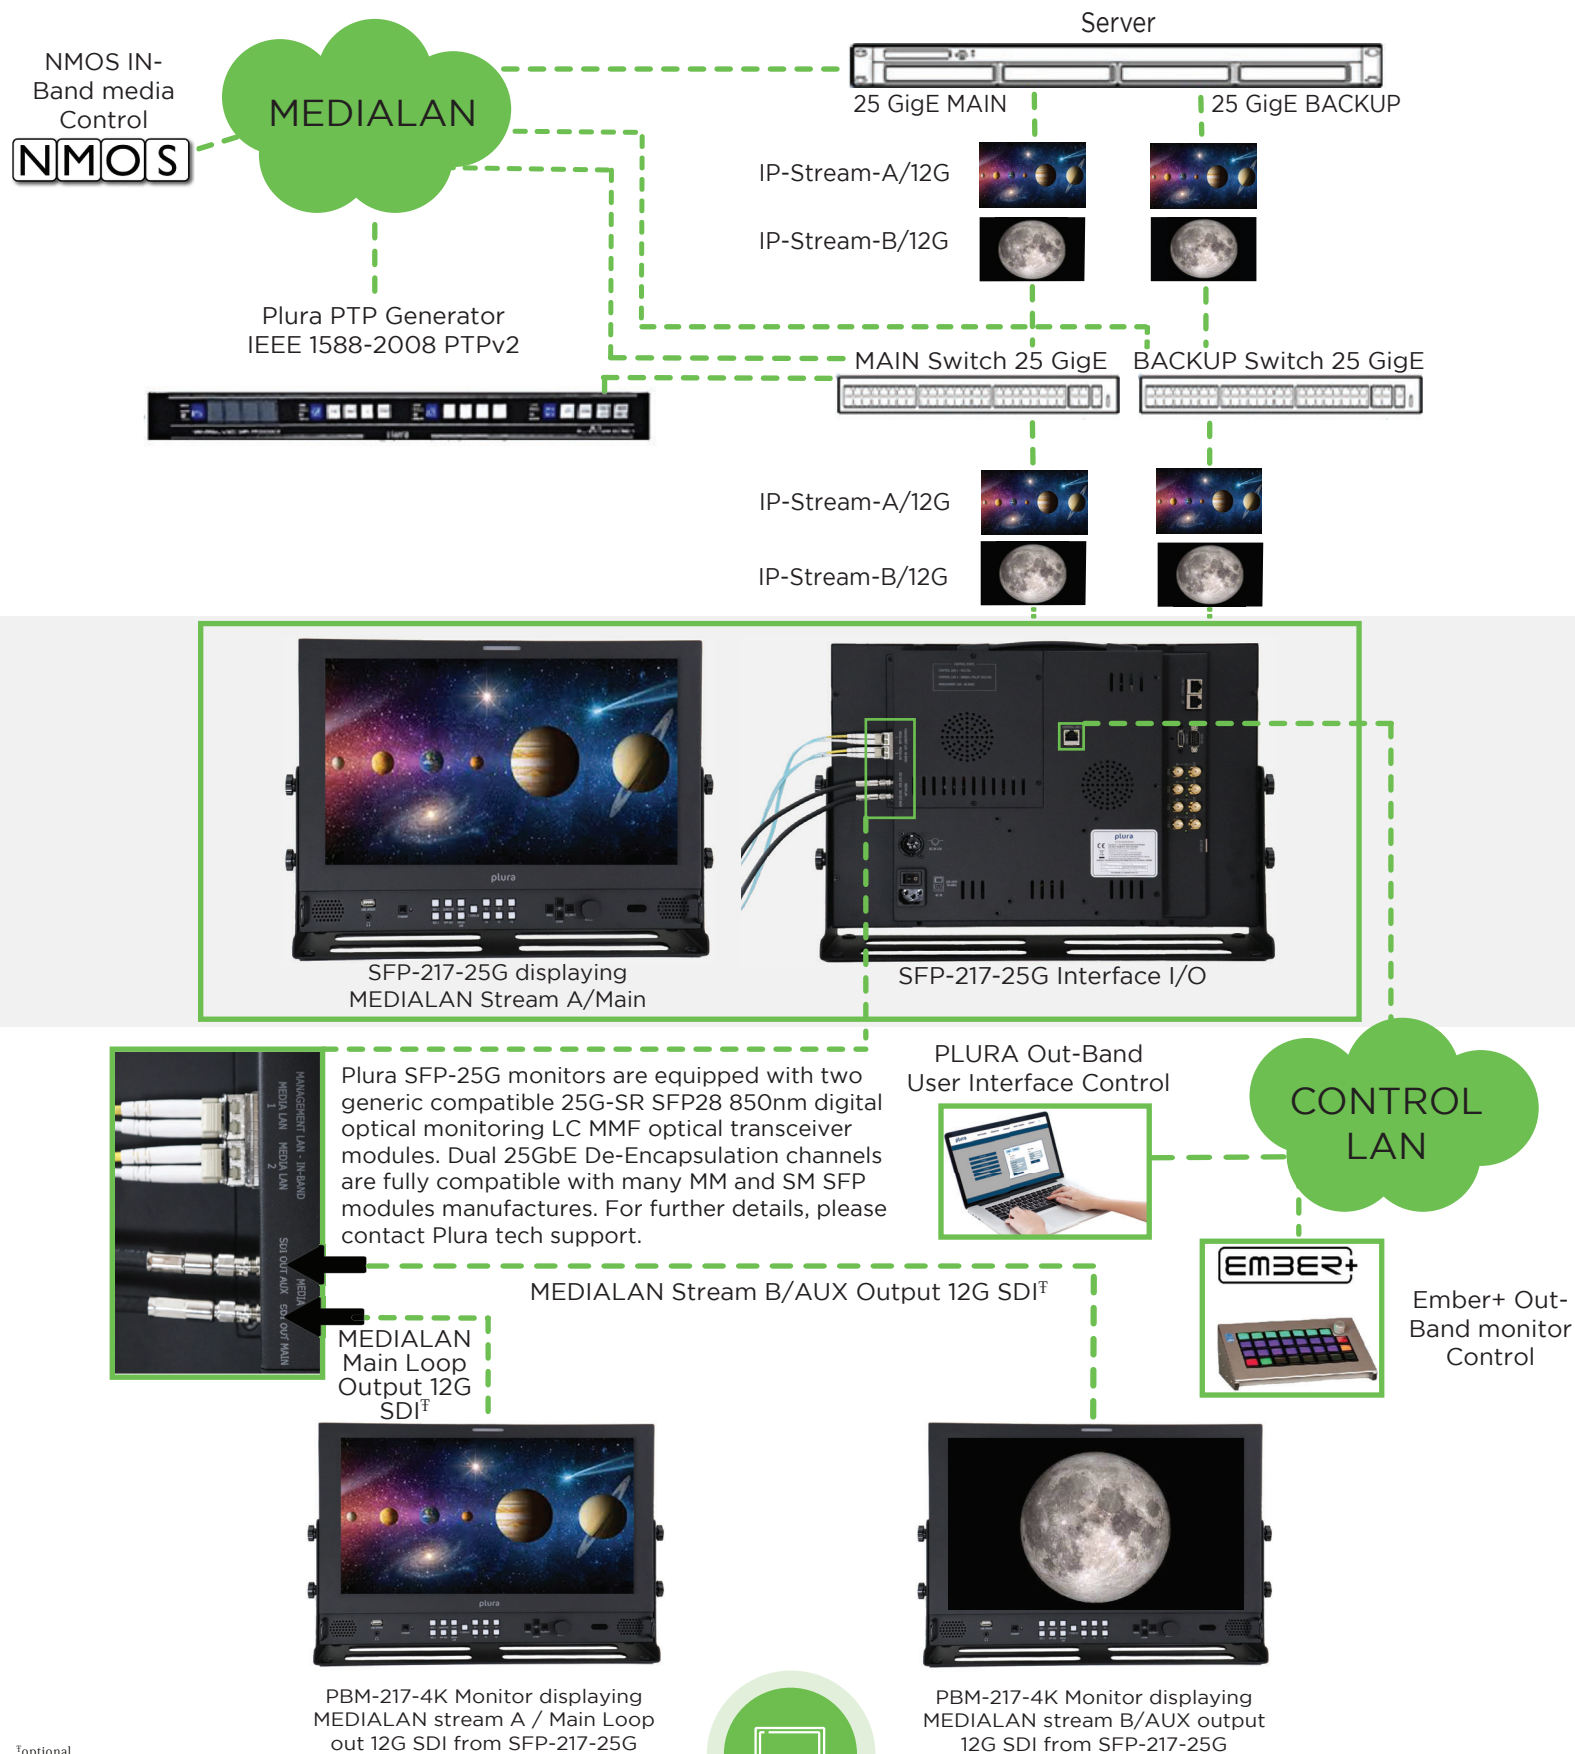 Server
NMOS IN-
Band media
Control
NMOS
MEDIALAN
25 GigE MAIN
25 GigE BACKUP
IP-Stream-A/12G
IP-Stream-B/12G
Plura PTP Generator
IEEE 1588-2008 PTPv2
MAIN Switch 25 GigE
BACKUP Switch 25 GigE
plura
IP-Stream-A/12G
IP-Stream-B/12G
plura
plura
SFP-217-25G displaying
MEDIALAN Stream A/Main
SFP-217-25G Interface I/O
MANAGEMENT LAN - IN-BAND
MEDIA LAN 1
MEDIA LAN 2
SDI OUT AUX
SDI OUT MAIN
MEDIA
Plura SFP-25G monitors are equipped with two
generic compatible 25G-SR SFP28 850nm digital
optical monitoring LC MMF optical transceiver
modules. Dual 25GbE De-Encapsulation channels
are fully compatible with many MM and SM SFP
modules manufactures. For further details, please
contact Plura tech support.
PLURA Out-Band
User Interface Control
plura
CONTROL
LAN
MEDIALAN Stream B/AUX Output 12G SDI⸸
EMBER+
Ember+ Out-
Band monitor
Control
MEDIALAN
Main Loop
Output 12G
SDI⸸
plura
PBM-217-4K Monitor displaying
MEDIALAN stream A / Main Loop
out 12G SDI from SFP-217-25G
PBM-217-4K Monitor displaying
MEDIALAN stream B/AUX output
12G SDI from SFP-217-25G
⸸optional